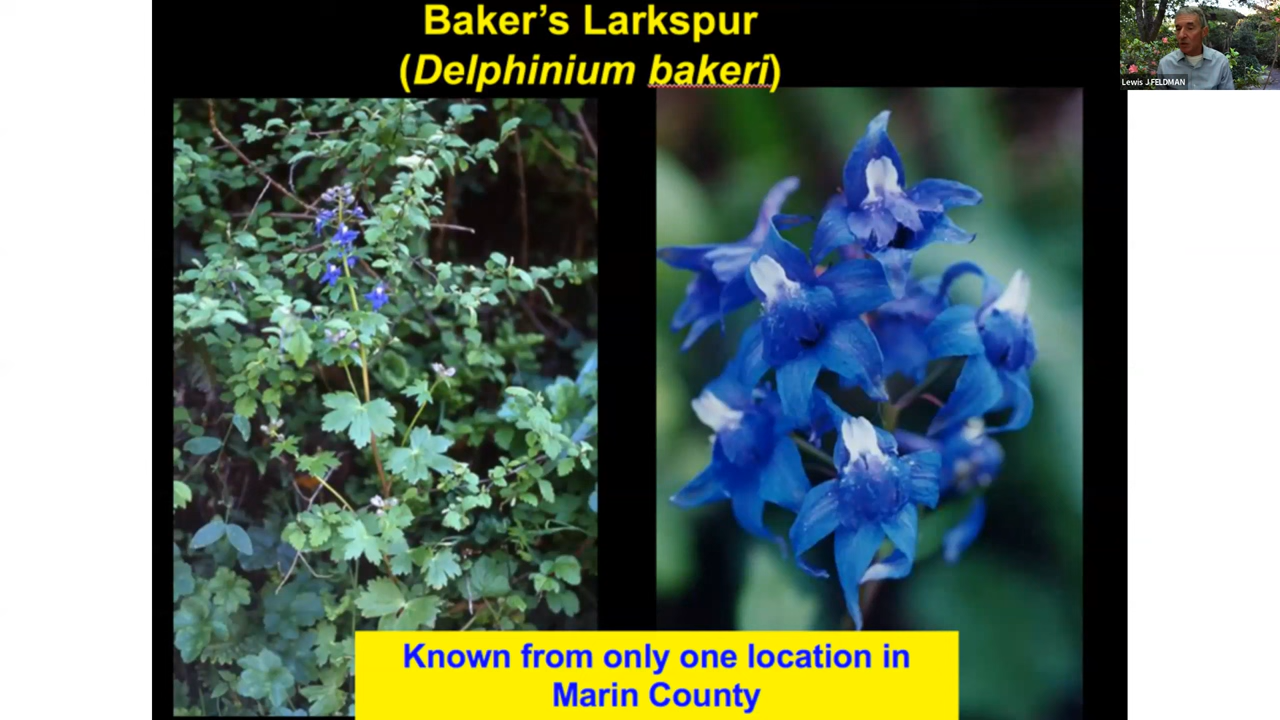 Baker’s Larkspur
(Delphinium bakeri)
Lewis J.FELDMAN
Known from only one location in
Marin County